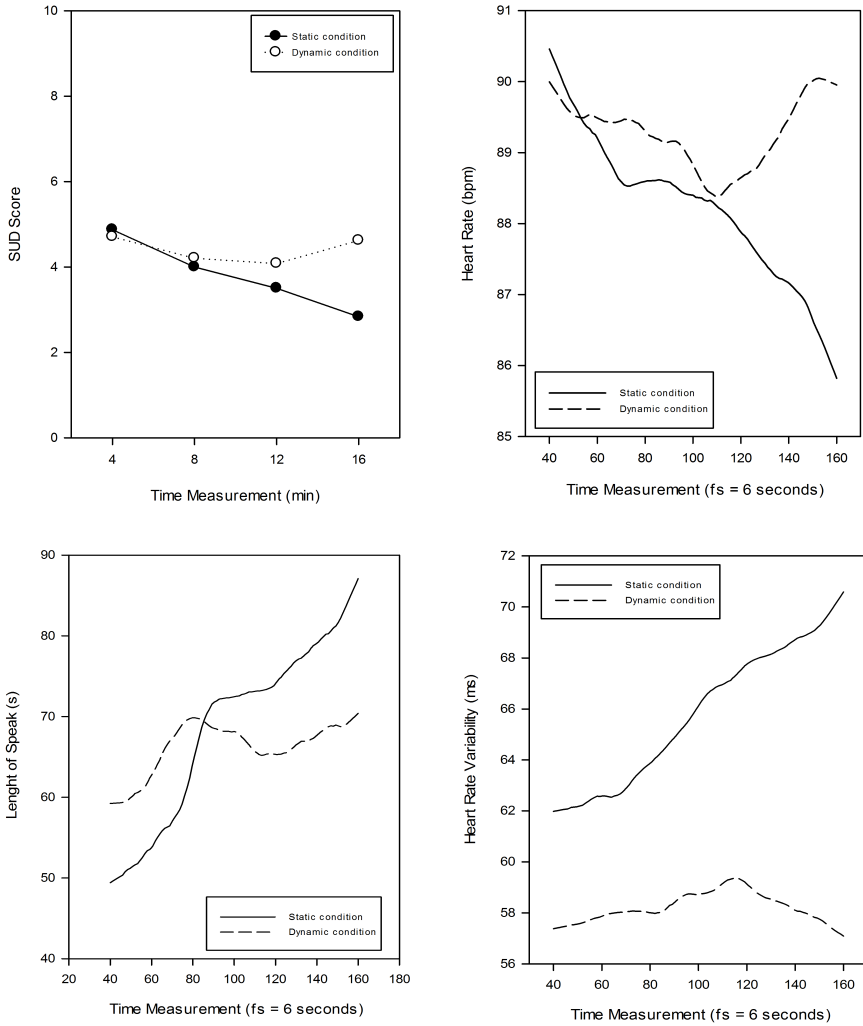 10
8
6
4
2
0
SUD Score
Static condition
Dynamic condition
4 8 12 16
Time Measurement (min)
91
90
89
88
87
86
85
Heart Rate (bpm)
Static condition
Dynamic condition
40 60 80 100 120 140 160
Time Measurement (fs = 6 seconds)
90
80
70
60
50
40
Lenght of Speak (s)
Static condition
Dynamic condition
20 40 60 80 100 120 140 160 180
Time Measurement (fs = 6 seconds)
72
70
68
66
64
62
60
58
56
Heart Rate Variability (ms)
Static condition
Dynamic condition
40 60 80 100 120 140 160
Time Measurement (fs = 6 seconds)